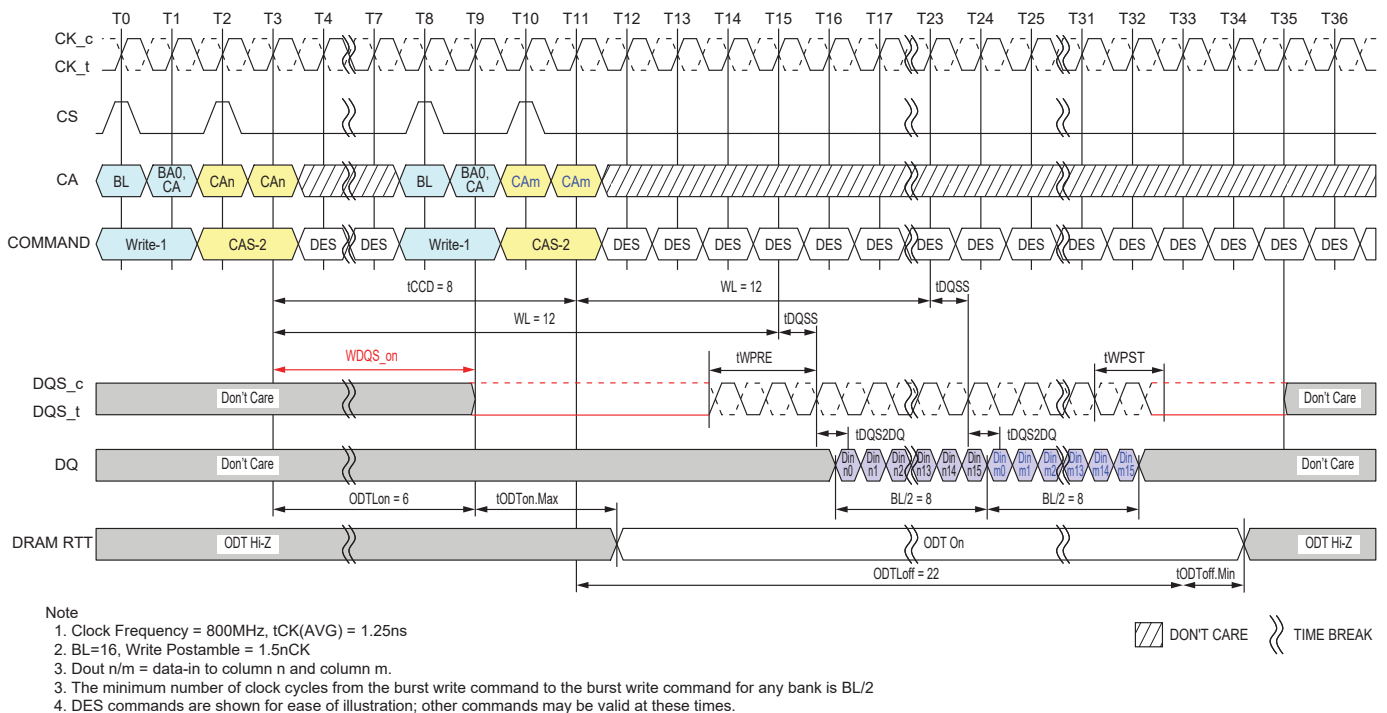 T0 T1 T2 T3 T4 T7 T8 T9 T10 T11 T12 T13 T14 T15 T16 T17 T23 T24 T25 T31 T32 T33 T34 T35 T36
CK_c
CK_t
CS
CA BL BA0, CA CAn CAn BL BA0, CA CAm CAm
COMMAND Write-1 CAS-2 DES DES Write-1 CAS-2 DES DES DES DES DES DES DES DES DES DES DES DES DES DES DES
tCCD = 8 WL = 12 tDQSS
WL = 12 tDQSS
WDQS_on tWPRE tWPST
DQS_c
DQS_t
Don't Care Don't Care
tDQS2DQ tDQS2DQ
DQ Don't Care Din n0 Din n1 Din n2 Din n13 Din n14 Din n15 Din m0 Din m1 Din m2 Din m13 Din m14 Din m15 Don't Care
ODTLon = 6 tODTon.Max BL/2 = 8 BL/2 = 8
DRAM RTT ODT Hi-Z ODT On ODT Hi-Z
ODTLoff = 22 tODToff.Min
Note
1. Clock Frequency = 800MHz, tCK(AVG) = 1.25ns
2. BL=16, Write Postamble = 1.5nCK
3. Dout n/m = data-in to column n and column m.
3. The minimum number of clock cycles from the burst write command to the burst write command for any bank is BL/2
4. DES commands are shown for ease of illustration; other commands may be valid at these times.
DON'T CARE TIME BREAK